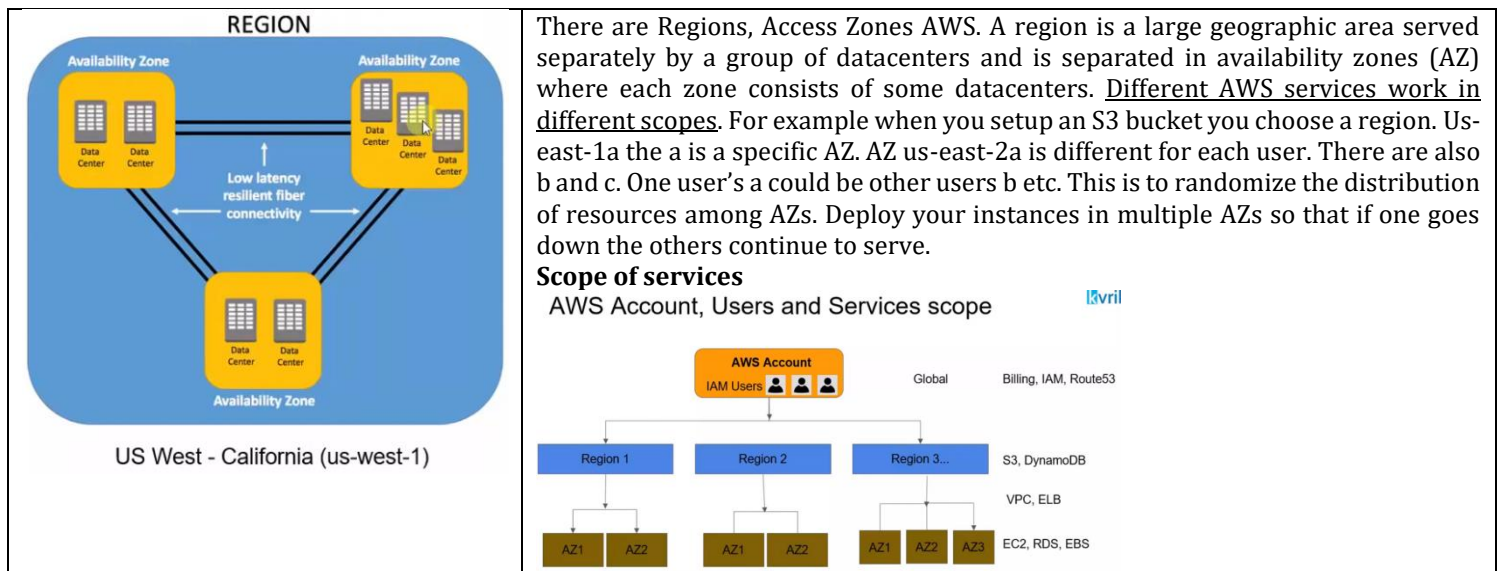 REGION
Availability Zone
Availability Zone
Data Center
Data Center
Data Center
Data Center
Data Center
Low latency
resilient fiber
connectivity
Data Center
Data Center
Availability Zone
US West - California (us-west-1)
There are Regions, Access Zones AWS. A region is a large geographic area served
separately by a group of datacenters and is separated in availability zones (AZ)
where each zone consists of some datacenters. Different AWS services work in
different scopes. For example when you setup an S3 bucket you choose a region. Us-
east-1a the a is a specific AZ. AZ us-east-2a is different for each user. There are also
b and c. One user's a could be other users b etc. This is to randomize the distribution
of resources among AZs. Deploy your instances in multiple AZs so that if one goes
down the others continue to serve.
Scope of services
AWS Account, Users and Services scope
kvril
AWS Account
IAM Users
Global
Billing, IAM, Route53
Region 1
Region 2
Region 3...
S3, DynamoDB
VPC, ELB
AZ1
AZ2
AZ1
AZ2
AZ1
AZ2
AZ3
EC2, RDS, EBS